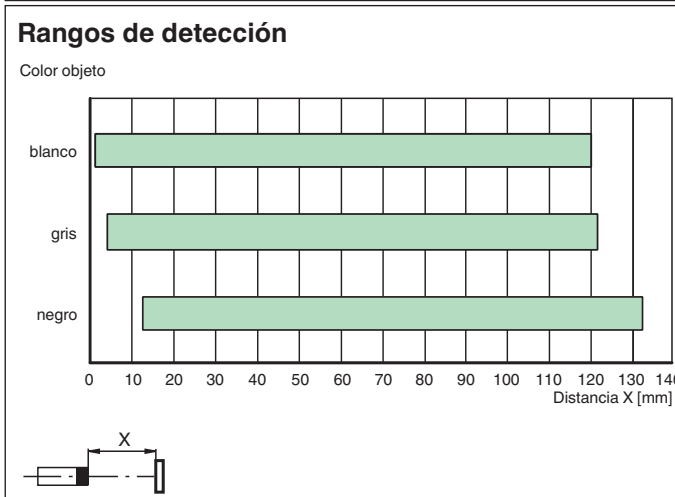 Rangos de detección
Color objeto
blanco
gris
negro
0 10 20 30 40 50 60 70 80 90 100 110 120 130 140
Distancia X [mm]
X